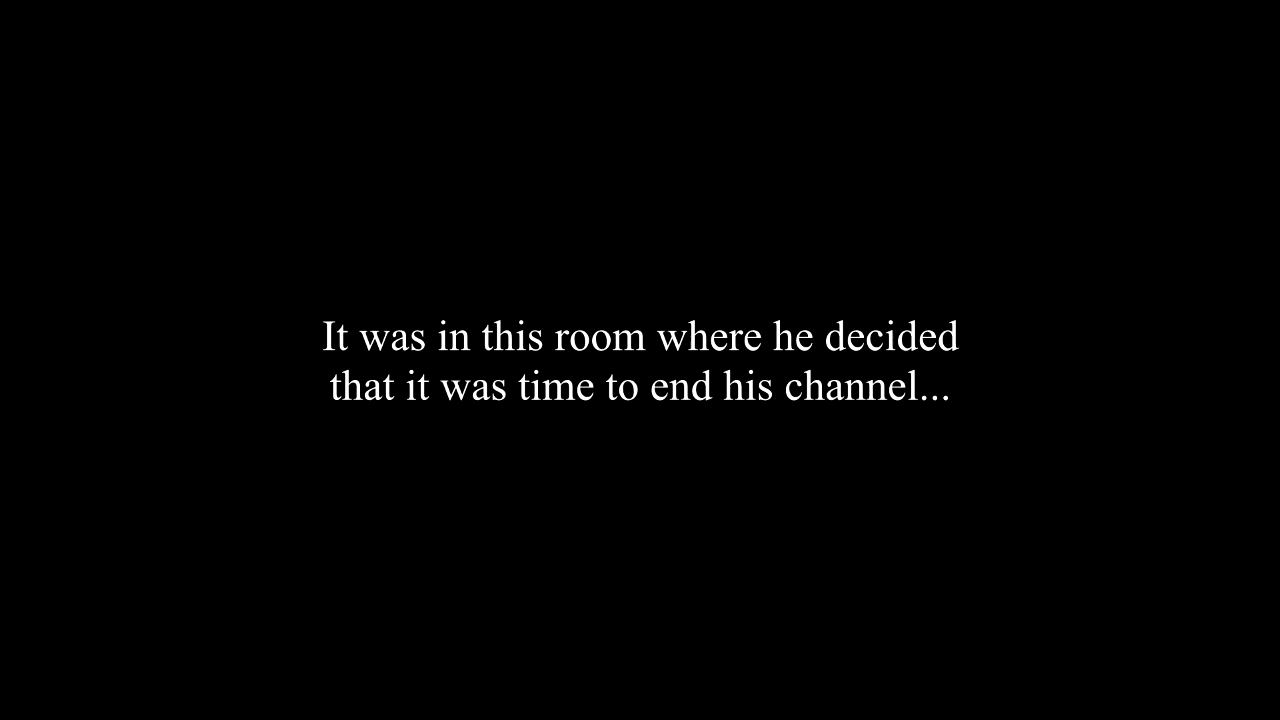 It was in this room where he decided
that it was time to end his channel...